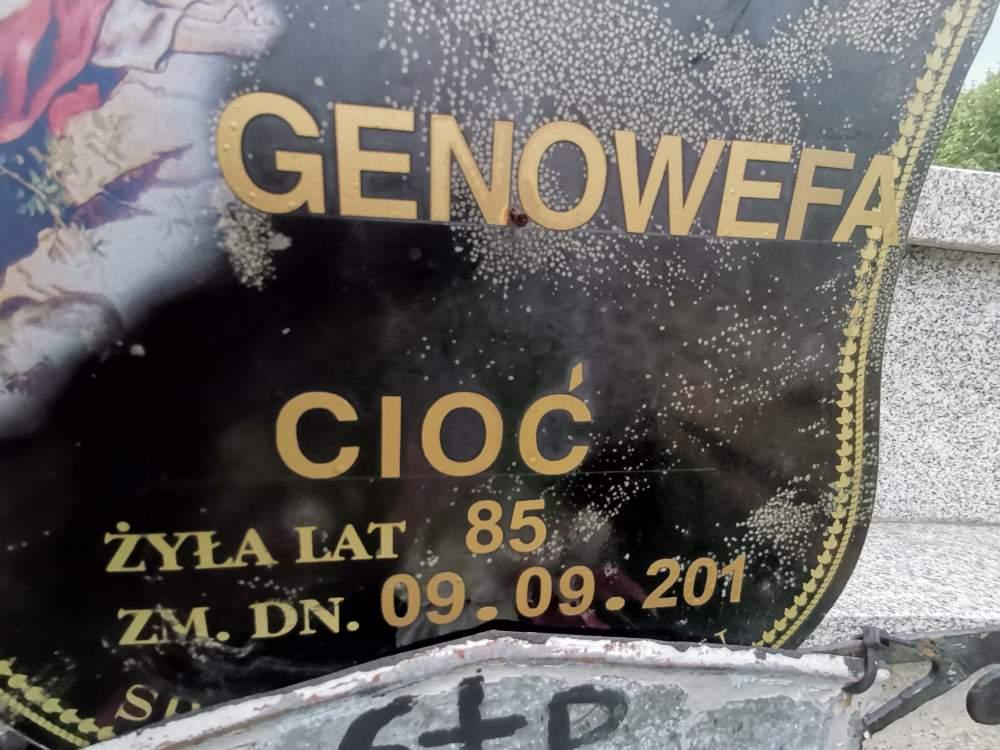 GENOWEFA
CIOĆ
ŻYŁA LAT 85
ZM. DN. 09.09.201